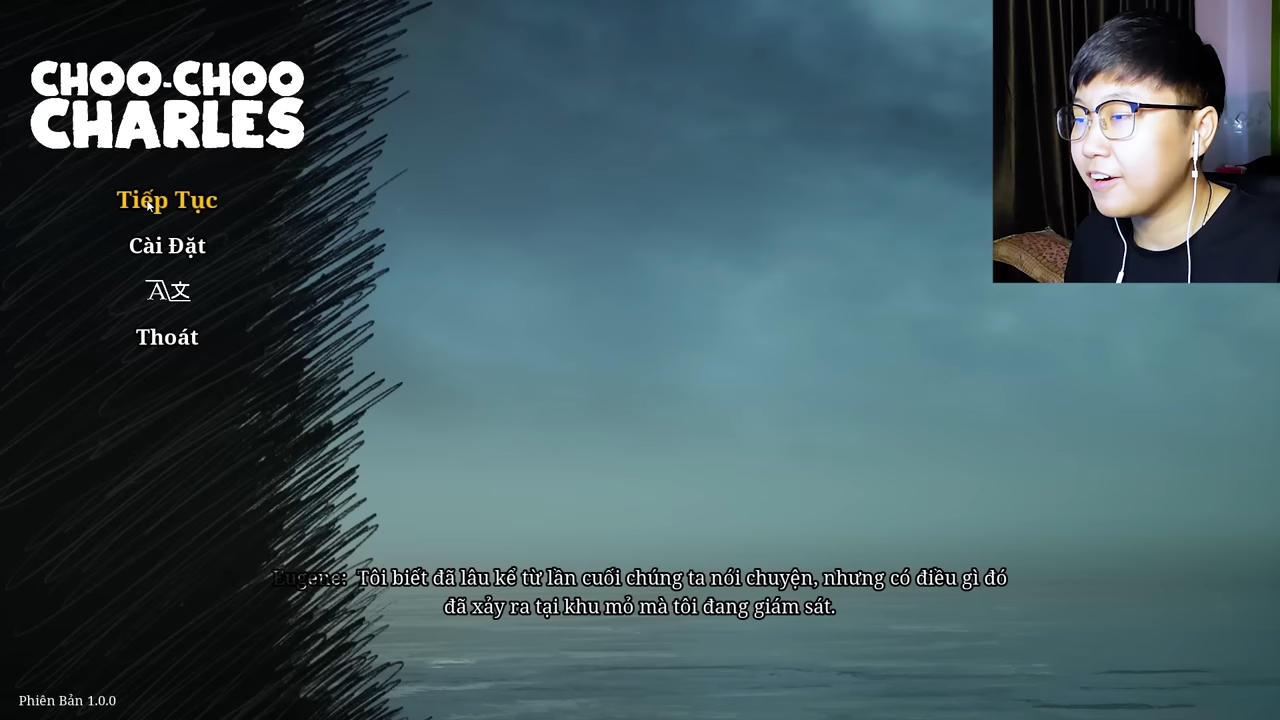 CHOO-CHOO
CHARLES
Tiếp Tục
Cài Đặt
A文
Thoát
Eugene: Tôi biết đã lâu kể từ lần cuối chúng ta nói chuyện, nhưng có điều gì đó
đã xảy ra tại khu mỏ mà tôi đang giám sát.
Phiên Bản 1.0.0